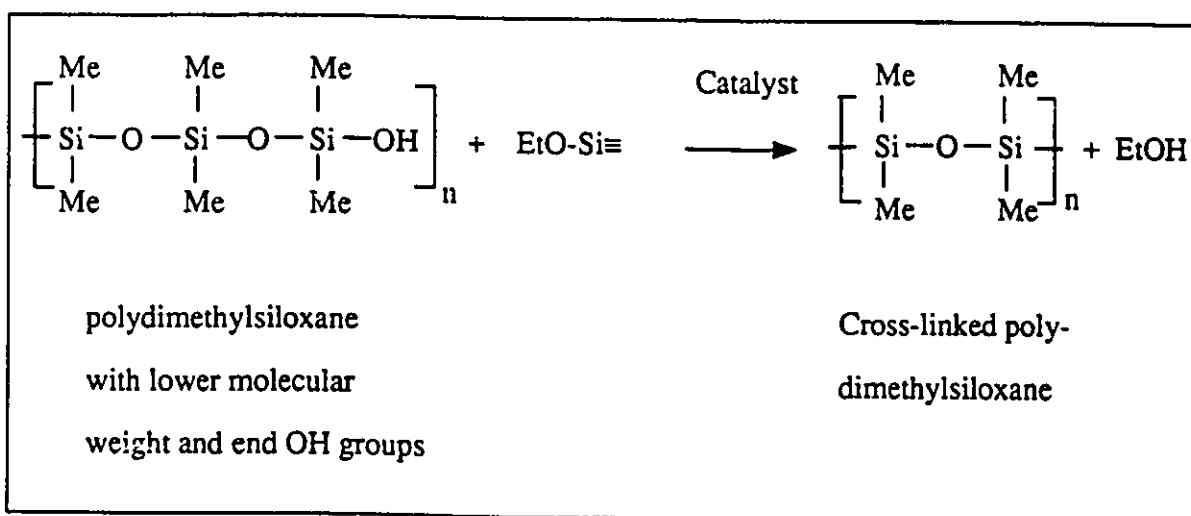 Me Me Me Catalyst Me Me
Si—O—Si—O—Si—OH + EtO-Si≡ Si—O—Si + EtOH
Me Me Me n Me Me n
polydimethylsiloxane Cross-linked poly-
with lower molecular dimethylsiloxane
weight and end OH groups